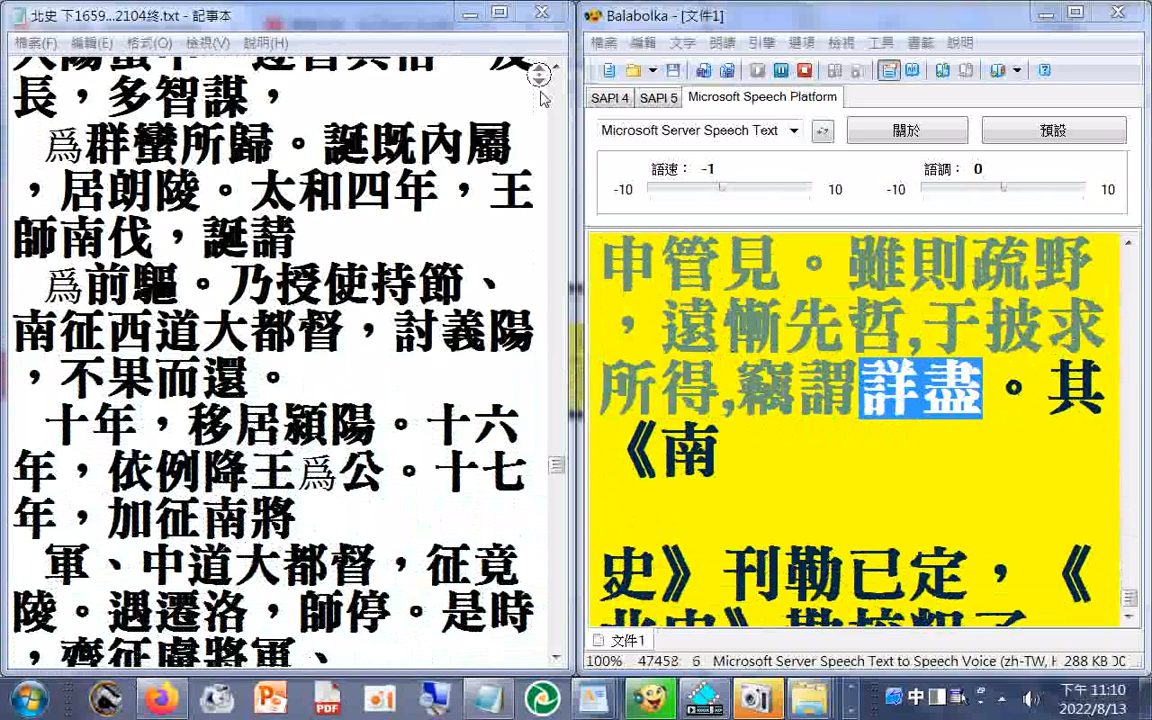 北史 下1659...2104终.txt - 記事本
檔案(F) 編輯(E) 格式(O) 檢視(V) 說明(H)
長，多智謀，
爲群蠻所歸。誕既內屬
，居朗陵。太和四年，王
師南伐，誕請
爲前驅。乃授使持節、
南征西道大都督，討義陽
，不果而還。
十年，移居潁陽。十六
年，依例降王爲公。十七
年，加征南將
軍、中道大都督，征竟
陵。遇遷洛，師停。是時
，齊征虜將軍、
Balabolka - [文件1]
檔案 編輯 文字 朗讀 引擎 選項 檢視 工具 書籤 說明
SAPI 4 SAPI 5 Microsoft Speech Platform
Microsoft Server Speech Text 關於 預設
語速： -1 語調： 0
-10 10 -10 10
申管見。雖則疏野
，遠慚先哲,于披求
所得,竊謂詳盡。其
《南
史》刊勒已定，《
北史》勘校粗了
文件1
100% 47458: 6 Microsoft Server Speech Text to Speech Voice (zh-TW, H 288 KB
中
下午 11:10
2022/8/13